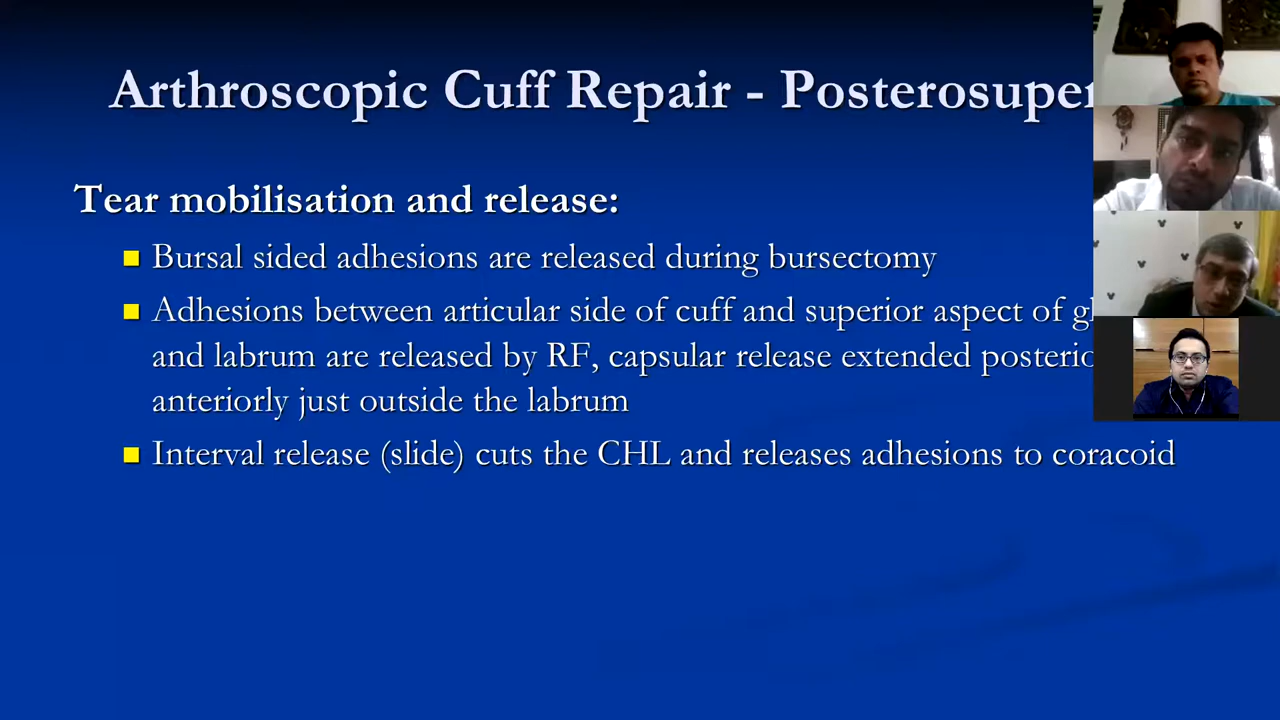 Arthroscopic Cuff Repair - Posterosuper
Tear mobilisation and release:
Bursal sided adhesions are released during bursectomy
Adhesions between articular side of cuff and superior aspect of
and labrum are released by RF, capsular release extended
anteriorly just outside the labrum
Interval release (slide) cuts the CHL and releases adhesions to coracoid